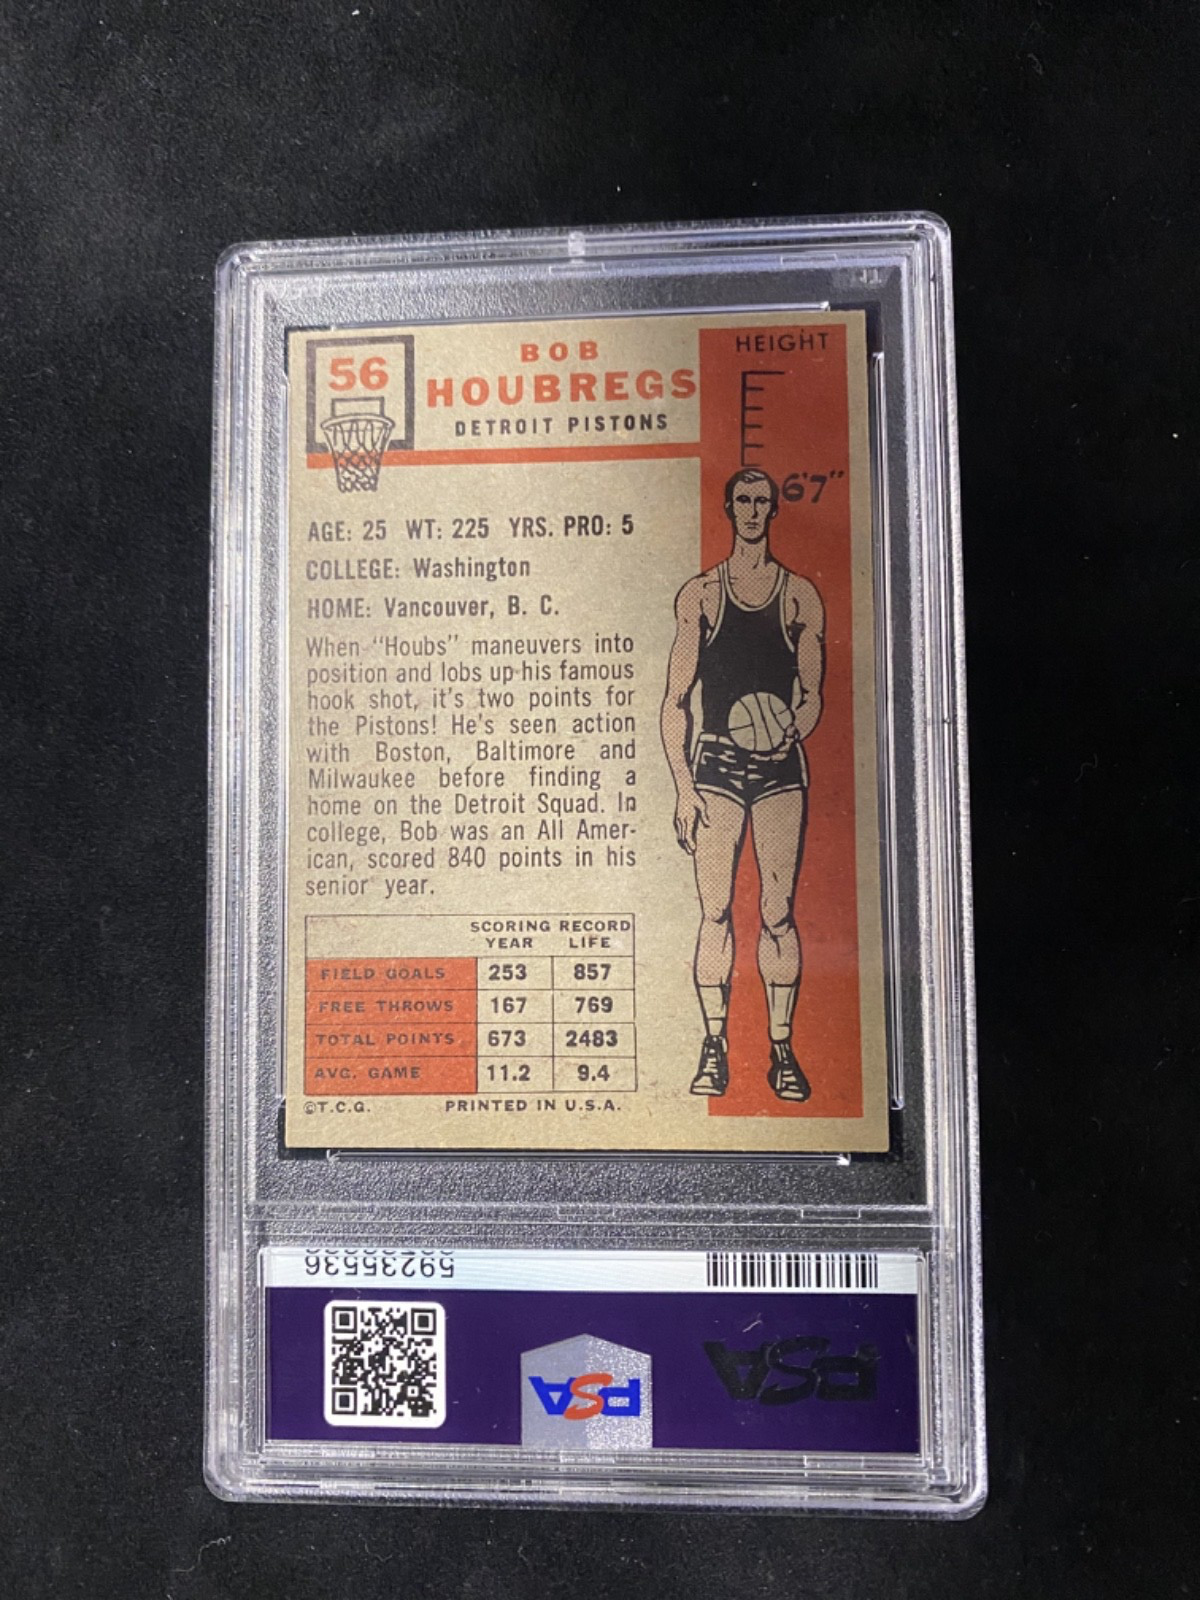 56
BOB
HOUBREGS
DETROIT PISTONS
HEIGHT
6'7"
AGE: 25 WT: 225 YRS. PRO: 5
COLLEGE: Washington
HOME: Vancouver, B. C.
When "Houbs" maneuvers into
position and lobs up his famous
hook shot, it's two points for
the Pistons! He's seen action
with Boston, Baltimore and
Milwaukee before finding a
home on the Detroit Squad. In
college, Bob was an All Amer-
ican, scored 840 points in his
senior year.
SCORING RECORD
YEAR LIFE
FIELD GOALS 253 857
FREE THROWS 167 769
TOTAL POINTS 673 2483
AVG. GAME 11.2 9.4
©T.C.G. PRINTED IN U.S.A.
59235536
PSA
PSA